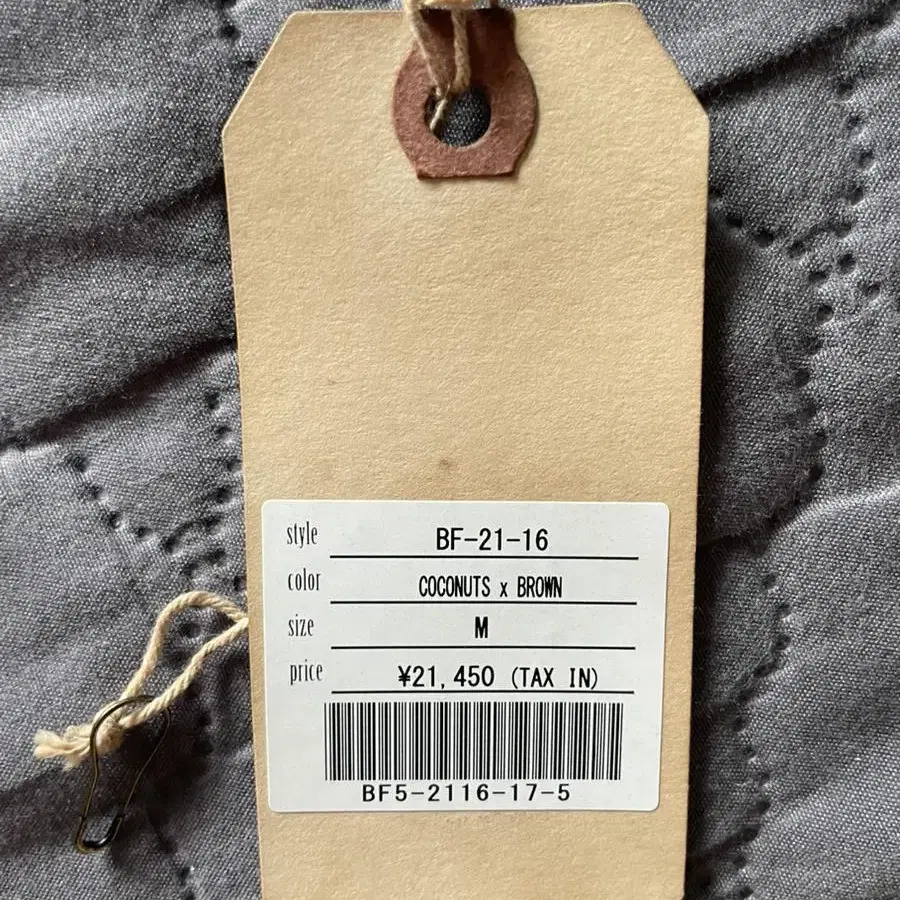 style BF-21-16
color COCONUTS x BROWN
size M
price ¥21,450 (TAX IN)
BF5-2116-17-5